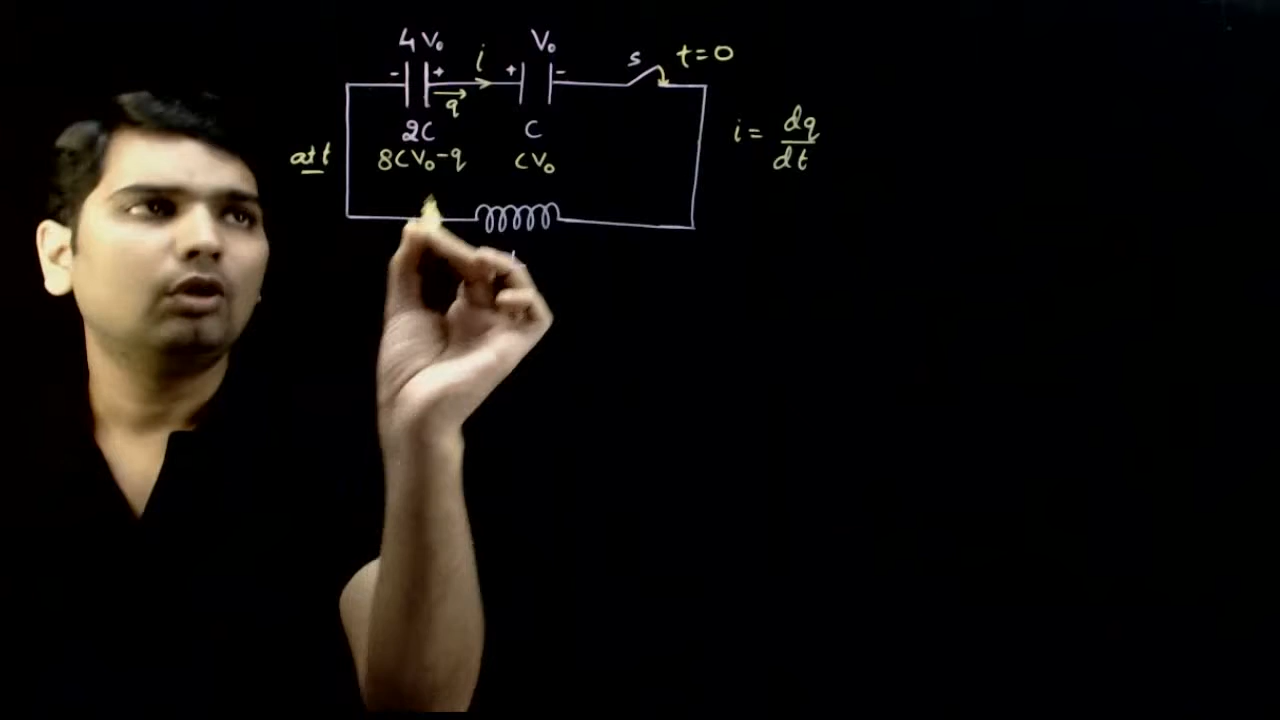 4V₀ i V₀ S t=0
- + + -
q
2C C
i = dq/dt
at t 8CV₀-q CV₀